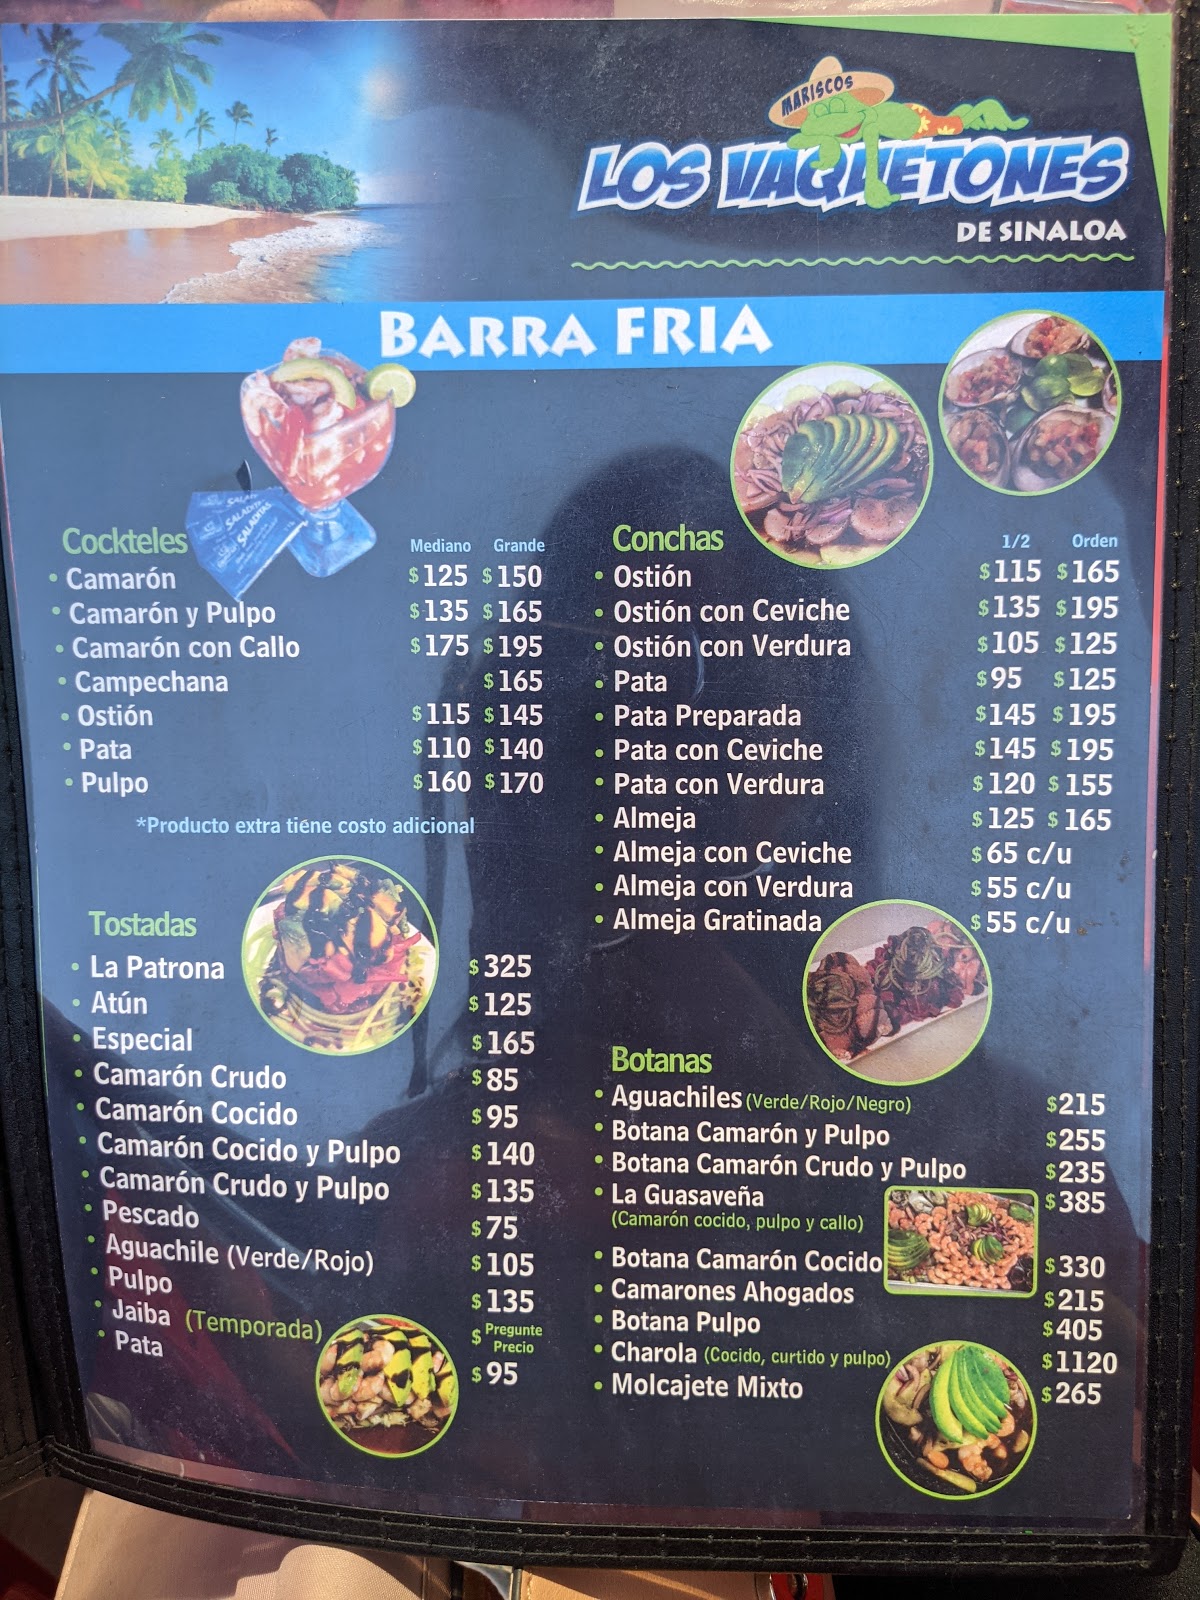 MARISCOS
LOS VAQUETONES
DE SINALOA
BARRA FRIA
Cockteles
Mediano Grande
• Camarón $125 $150
• Camarón y Pulpo $135 $165
• Camarón con Callo $175 $195
• Campechana $165
• Ostión $115 $145
• Pata $110 $140
• Pulpo $160 $170
*Producto extra tiene costo adicional
Tostadas
• La Patrona $325
• Atún $125
• Especial $165
• Camarón Crudo $85
• Camarón Cocido $95
• Camarón Cocido y Pulpo $140
• Camarón Crudo y Pulpo $135
• Pescado $75
• Aguachile (Verde/Rojo) $105
• Pulpo $135
• Jaiba (Temporada) $ Pregunte Precio
• Pata $95
Conchas
1/2 Orden
• Ostión $115 $165
• Ostión con Ceviche $135 $195
• Ostión con Verdura $105 $125
• Pata $95 $125
• Pata Preparada $145 $195
• Pata con Ceviche $145 $195
• Pata con Verdura $120 $155
• Almeja $125 $165
• Almeja con Ceviche $65 c/u
• Almeja con Verdura $55 c/u
• Almeja Gratinada $55 c/u
Botanas
• Aguachiles (Verde/Rojo/Negro) $215
• Botana Camarón y Pulpo $255
• Botana Camarón Crudo y Pulpo $235
• La Guasaveña $385
(Camarón cocido, pulpo y callo)
• Botana Camarón Cocido $330
• Camarones Ahogados $215
• Botana Pulpo $405
• Charola (Cocido, curtido y pulpo) $1120
• Molcajete Mixto $265
SALADITAS
SALADITAS